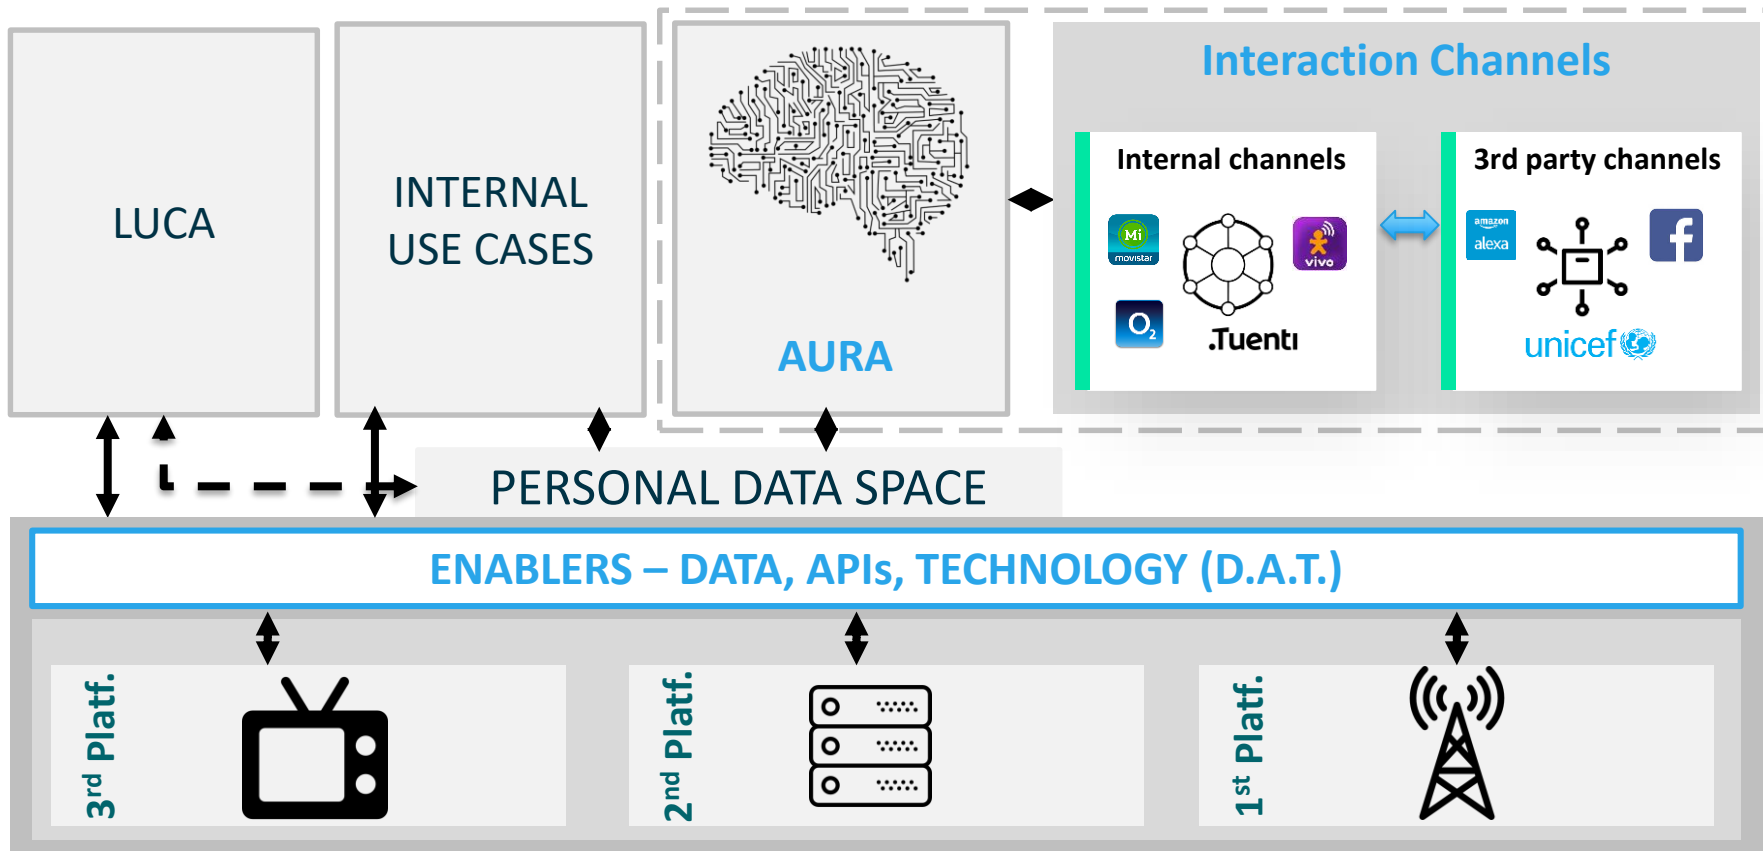 LUCA
INTERNAL
USE CASES
AURA
Interaction Channels
Internal channels
Mi
movistar
vivo
O2
.Tuenti
3rd party channels
amazon
alexa
f
unicef
PERSONAL DATA SPACE
ENABLERS – DATA, APIs, TECHNOLOGY (D.A.T.)
3rd Platf.
2nd Platf.
1st Platf.